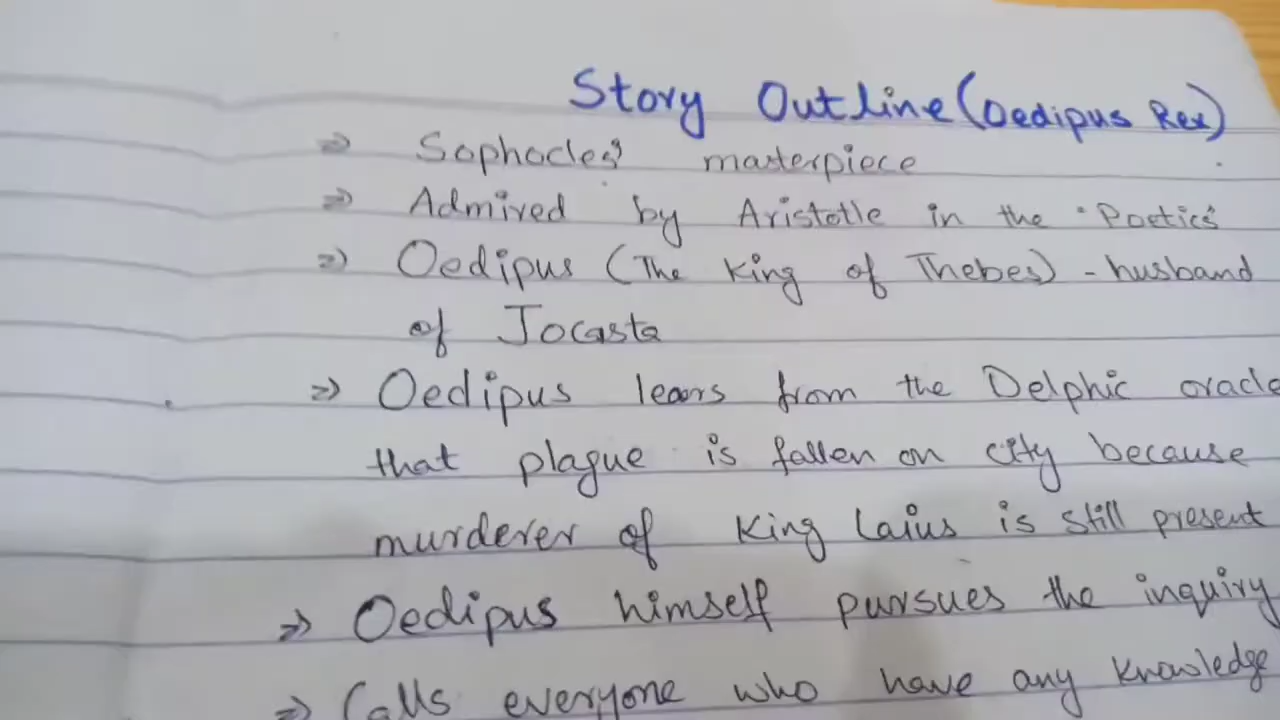 Story Outline (Oedipus Rex)
⇒ Sophocles' masterpiece
⇒ Admired by Aristotle in the 'Poetics'
⇒ Oedipus (The King of Thebes) - husband
of Jocasta
⇒ Oedipus learns from the Delphic oracle
that plague is fallen on city because
murderer of King Laius is still present
⇒ Oedipus himself pursues the inquiry
⇒ Calls everyone who have any knowledge